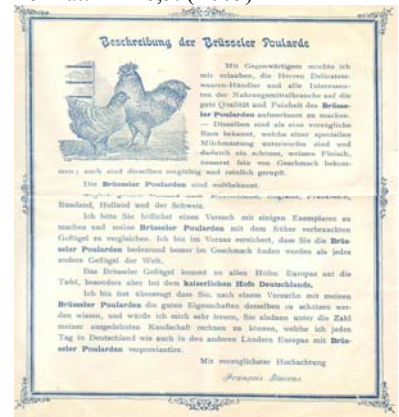 Beschreibung der Brüsseler Poularde
Mit Gegenwärtigem möchte ich
mir erlauben, die Herren Delicatess-
waaren-Händler und alle Interessen-
ten der Nahrungsmittelbranche auf die
gute Qualität und Feinheit des Brüsse-
ler Poularden aufmerksam zu machen.
— Dieselben sind als eine vorzügliche
Race bekannt, welche einer speciellen
Milchmästung unterworfen sind und
dadurch ein schönes, weisses Fleisch,
äusserst fein von Geschmack bekom-
men; auch sind dieselben sorgfältig und reinlich gerupft.
Die Brüsseler Poularden sind weltbekannt.
Russland, Holland und der Schweiz.
Ich bitte Sie höflichst einen Versuch mit einigen Exemplaren zu
machen und meine Brüsseler Poularden mit dem früher verbrauchten
Geflügel zu vergleichen. Ich bin im Voraus versichert, dass Sie die Brüs-
seler Poularden bedeutend besser im Geschmack finden werden als jedes
andere Geflügel der Welt.
Das Brüsseler Geflügel kommt an allen Höfen Europas auf die
Tafel, besonders aber bei dem kaiserlichen Hofe Deutschlands.
Ich bin fest überzeugt dass Sie, nach einem Versuche mit meinen
Brüsseler Poularden die guten Eigenschaften derselben zu schätzen wer-
den wissen, und würde ich mich sehr freuen, Sie alsdann unter die Zahl
meiner ausgedehnten Kundschaft rechnen zu können, welche ich jeden
Tag in Deutschland wie auch in den anderen Ländern Europas mit Brüs-
seler Poularden verproviantire.
Mit vorzüglichster Hochachtung
François Stevens.